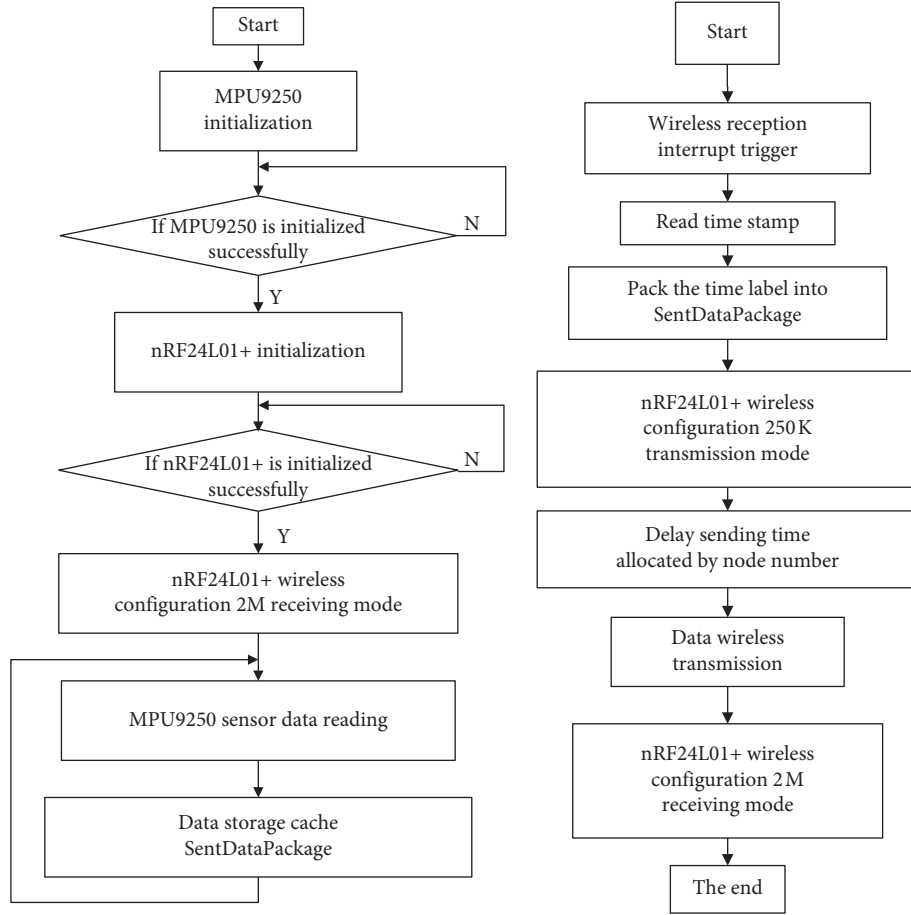 Start
MPU9250
initialization
If MPU9250 is initialized
successfully
N
Y
nRF24L01+ initialization
If nRF24L01+ is initialized
successfully
N
Y
nRF24L01+ wireless
configuration 2M receiving mode
MPU9250 sensor data reading
Data storage cache
SentDataPackage
Start
Wireless reception
interrupt trigger
Read time stamp
Pack the time label into
SentDataPackage
nRF24L01+ wireless
configuration 250 K
transmission mode
Delay sending time
allocated by node number
Data wireless
transmission
nRF24L01+ wireless
configuration 2 M
receiving mode
The end